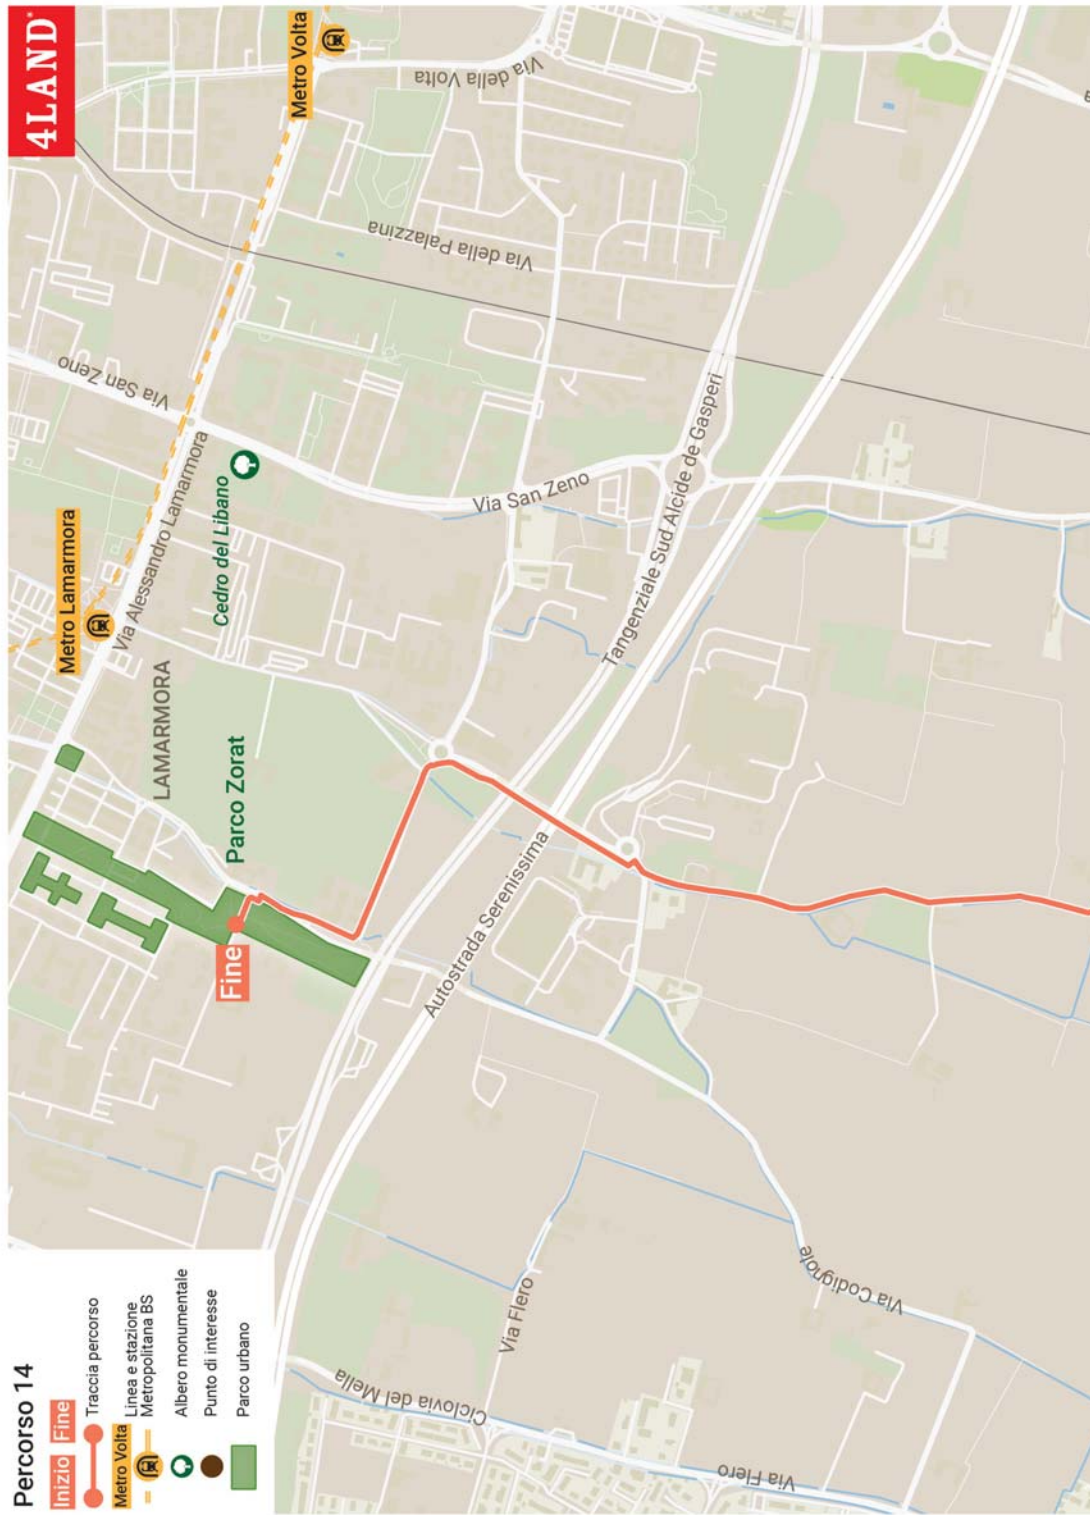 Percorso 14
Inizio Fine
Traccia percorso
Metro Volta
Linea e stazione
Metropolitana BS
Albero monumentale
Punto di interesse
Parco urbano
4LAND
Metro Volta
Via della Volta
Via della Palazzina
Via San Zeno
Metro Lamarmora
Via Alessandro Lamarmora
Cedro del Libano
LAMARMORA
Parco Zorat
Fine
Via San Zeno
Tangenziale Sud Alcide de Gasperi
Autostrada Serenissima
Via Flero
Via Codignole
Ciclovia del Mella
Via Flero